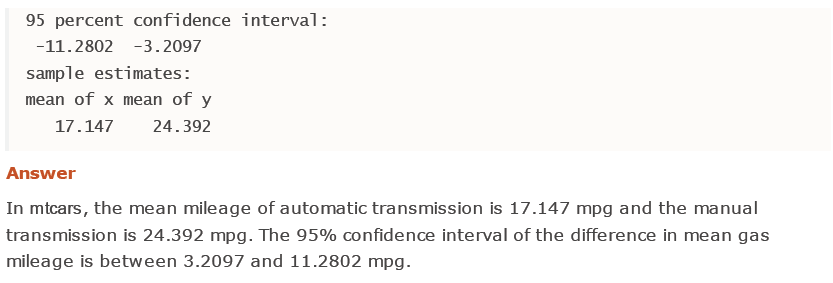 95 percent confidence interval:
-11.2802 -3.2097
sample estimates:
mean of x mean of y
17.147 24.392
Answer
In mtcars, the mean mileage of automatic transmission is 17.147 mpg and the manual
transmission is 24.392 mpg. The 95% confidence interval of the difference in mean gas
mileage is between 3.2097 and 11.2802 mpg.